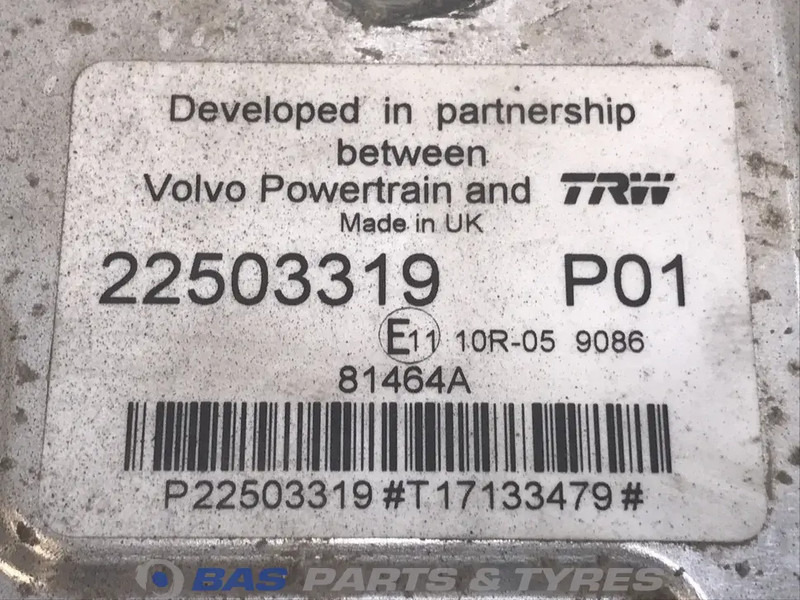 Developed in partnership
between
Volvo Powertrain and TRW
Made in UK
22503319 P01
E11 10R-05 9086
81464A
P22503319#T17133479#
BAS PARTS & TYRES